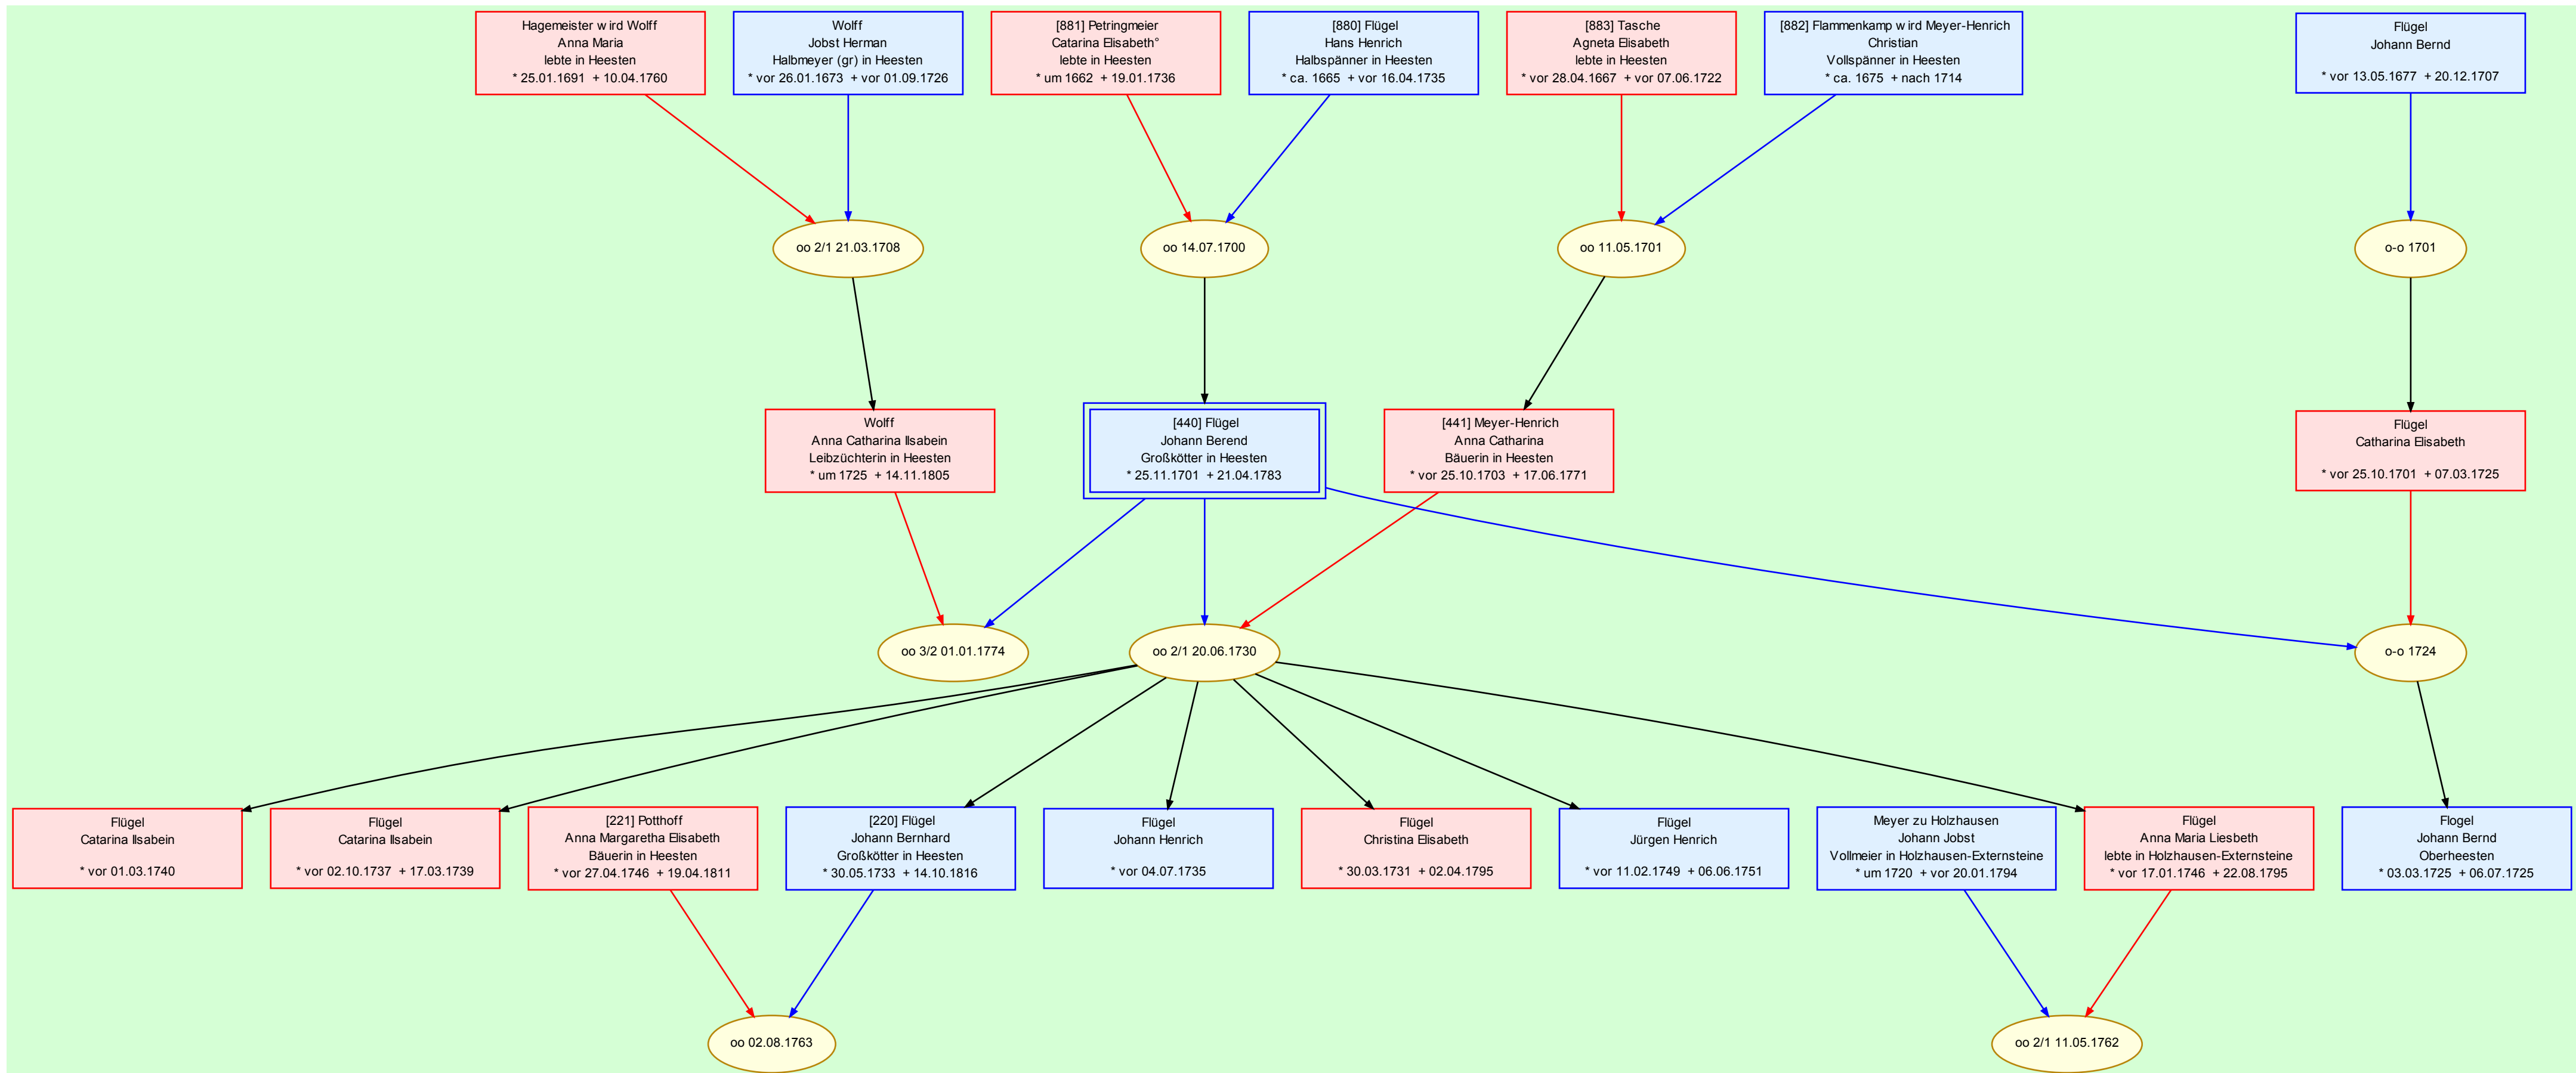 Hagemeister wird Wolff
Anna Maria
lebte in Heesten
* 25.01.1691 + 10.04.1760
Wolff
Jobst Herman
Halbmeyer (gr) in Heesten
* vor 26.01.1673 + vor 01.09.1726
[881] Petringmeier
Catarina Elisabeth°
lebte in Heesten
* um 1662 + 19.01.1736
[880] Flügel
Hans Henrich
Halbspänner in Heesten
* ca. 1665 + vor 16.04.1735
[883] Tasche
Agneta Elisabeth
lebte in Heesten
* vor 28.04.1667 + vor 07.06.1722
[882] Flammenkamp wird Meyer-Henrich
Christian
Vollspänner in Heesten
* ca. 1675 + nach 1714
Flügel
Johann Bernd
* vor 13.05.1677 + 20.12.1707
oo 2/1 21.03.1708
oo 14.07.1700
oo 11.05.1701
o-o 1701
Wolff
Anna Catharina Ilsabein
Leibzüchterin in Heesten
* um 1725 + 14.11.1805
[440] Flügel
Johann Berend
Großkötter in Heesten
* 25.11.1701 + 21.04.1783
[441] Meyer-Henrich
Anna Catharina
Bäuerin in Heesten
* vor 25.10.1703 + 17.06.1771
Flügel
Catharina Elisabeth
* vor 25.10.1701 + 07.03.1725
oo 3/2 01.01.1774
oo 2/1 20.06.1730
o-o 1724
Flügel
Catarina Ilsabein
* vor 01.03.1740
Flügel
Catarina Ilsabein
* vor 02.10.1737 + 17.03.1739
[221] Potthoff
Anna Margaretha Elisabeth
Bäuerin in Heesten
* vor 27.04.1746 + 19.04.1811
[220] Flügel
Johann Bernhard
Großkötter in Heesten
* 30.05.1733 + 14.10.1816
Flügel
Johann Henrich
* vor 04.07.1735
Flügel
Christina Elisabeth
* 30.03.1731 + 02.04.1795
Flügel
Jürgen Henrich
* vor 11.02.1749 + 06.06.1751
Meyer zu Holzhausen
Johann Jobst
Vollmeier in Holzhausen-Externsteine
* um 1720 + vor 20.01.1794
Flügel
Anna Maria Liesbeth
lebte in Holzhausen-Externsteine
* vor 17.01.1746 + 22.08.1795
Flogel
Johann Bernd
Oberheesten
* 03.03.1725 + 06.07.1725
oo 02.08.1763
oo 2/1 11.05.1762